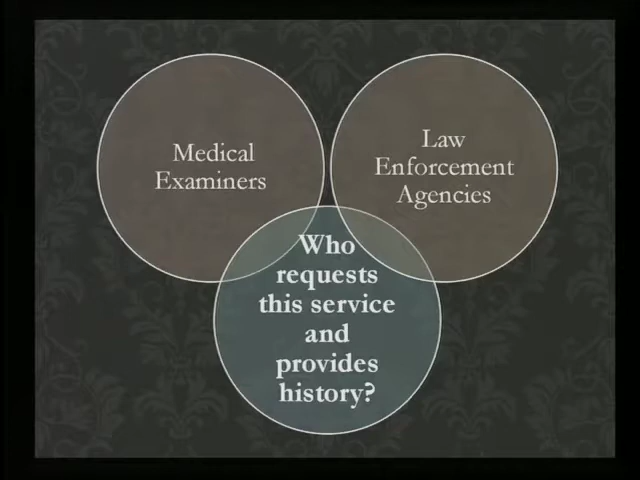 Medical
Examiners
Law
Enforcement
Agencies
Who
requests
this service
and
provides
history?